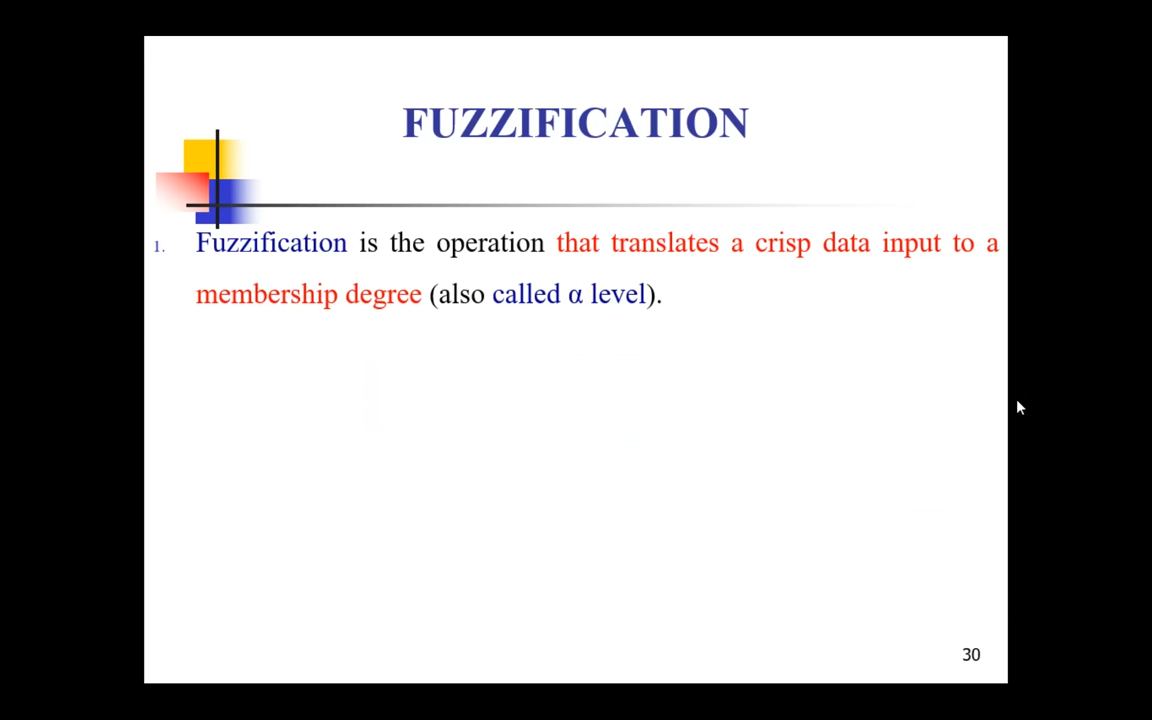 FUZZIFICATION
1. Fuzzification is the operation that translates a crisp data input to a
membership degree (also called α level).
30